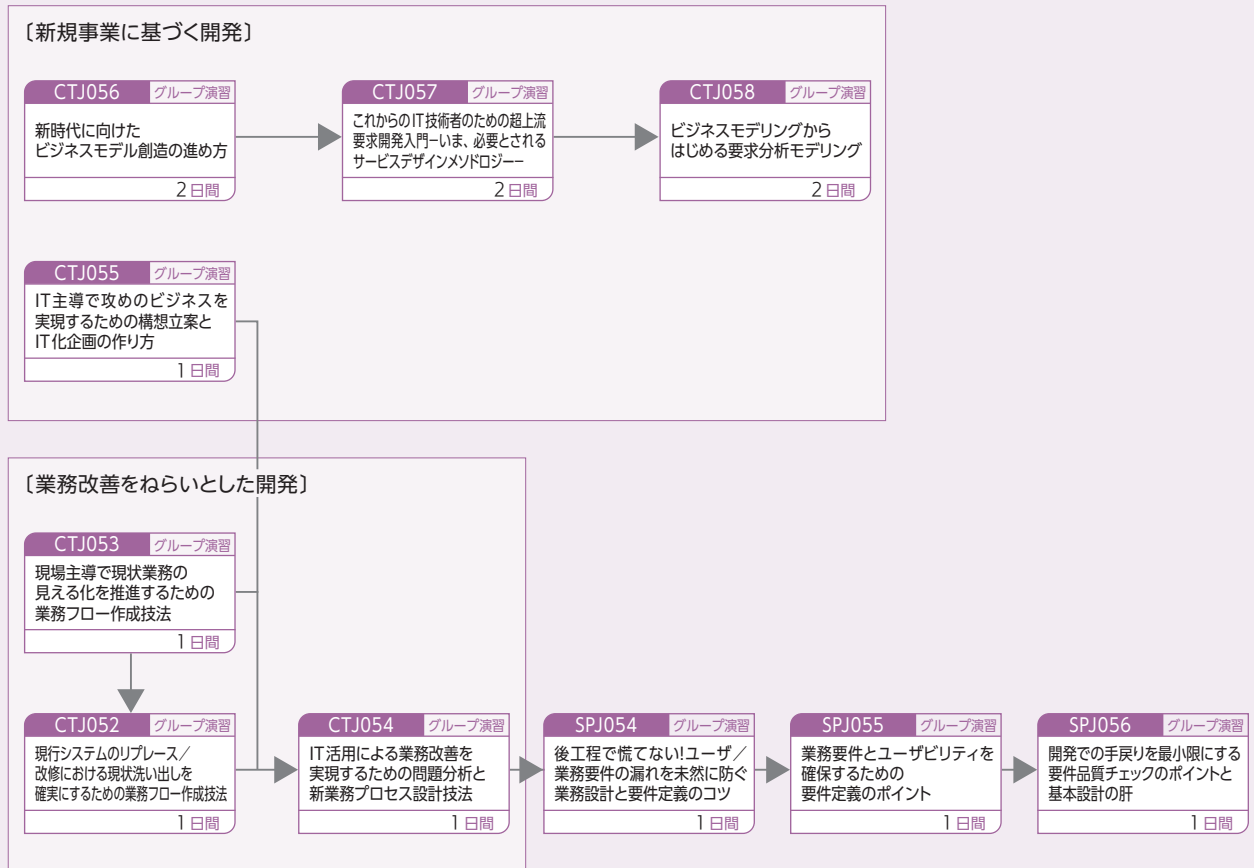 〔新規事業に基づく開発〕
CTJ056 グループ演習
新時代に向けた
ビジネスモデル創造の進め方
2日間
CTJ057 グループ演習
これからのIT技術者のための超上流
要求開発入門ーいま、必要とされる
サービスデザインメソドロジーー
2日間
CTJ058 グループ演習
ビジネスモデリングから
はじめる要求分析モデリング
2日間
CTJ055 グループ演習
IT主導で攻めのビジネスを
実現するための構想立案と
IT化企画の作り方
1日間
〔業務改善をねらいとした開発〕
CTJ053 グループ演習
現場主導で現状業務の
見える化を推進するための
業務フロー作成技法
1日間
CTJ052 グループ演習
現行システムのリプレース／
改修における現状洗い出しを
確実にするための業務フロー作成技法
1日間
CTJ054 グループ演習
IT活用による業務改善を
実現するための問題分析と
新業務プロセス設計技法
1日間
SPJ054 グループ演習
後工程で慌てない!ユーザ／
業務要件の漏れを未然に防ぐ
業務設計と要件定義のコツ
1日間
SPJ055 グループ演習
業務要件とユーザビリティを
確保するための
要件定義のポイント
1日間
SPJ056 グループ演習
開発での手戻りを最小限にする
要件品質チェックのポイントと
基本設計の肝
1日間